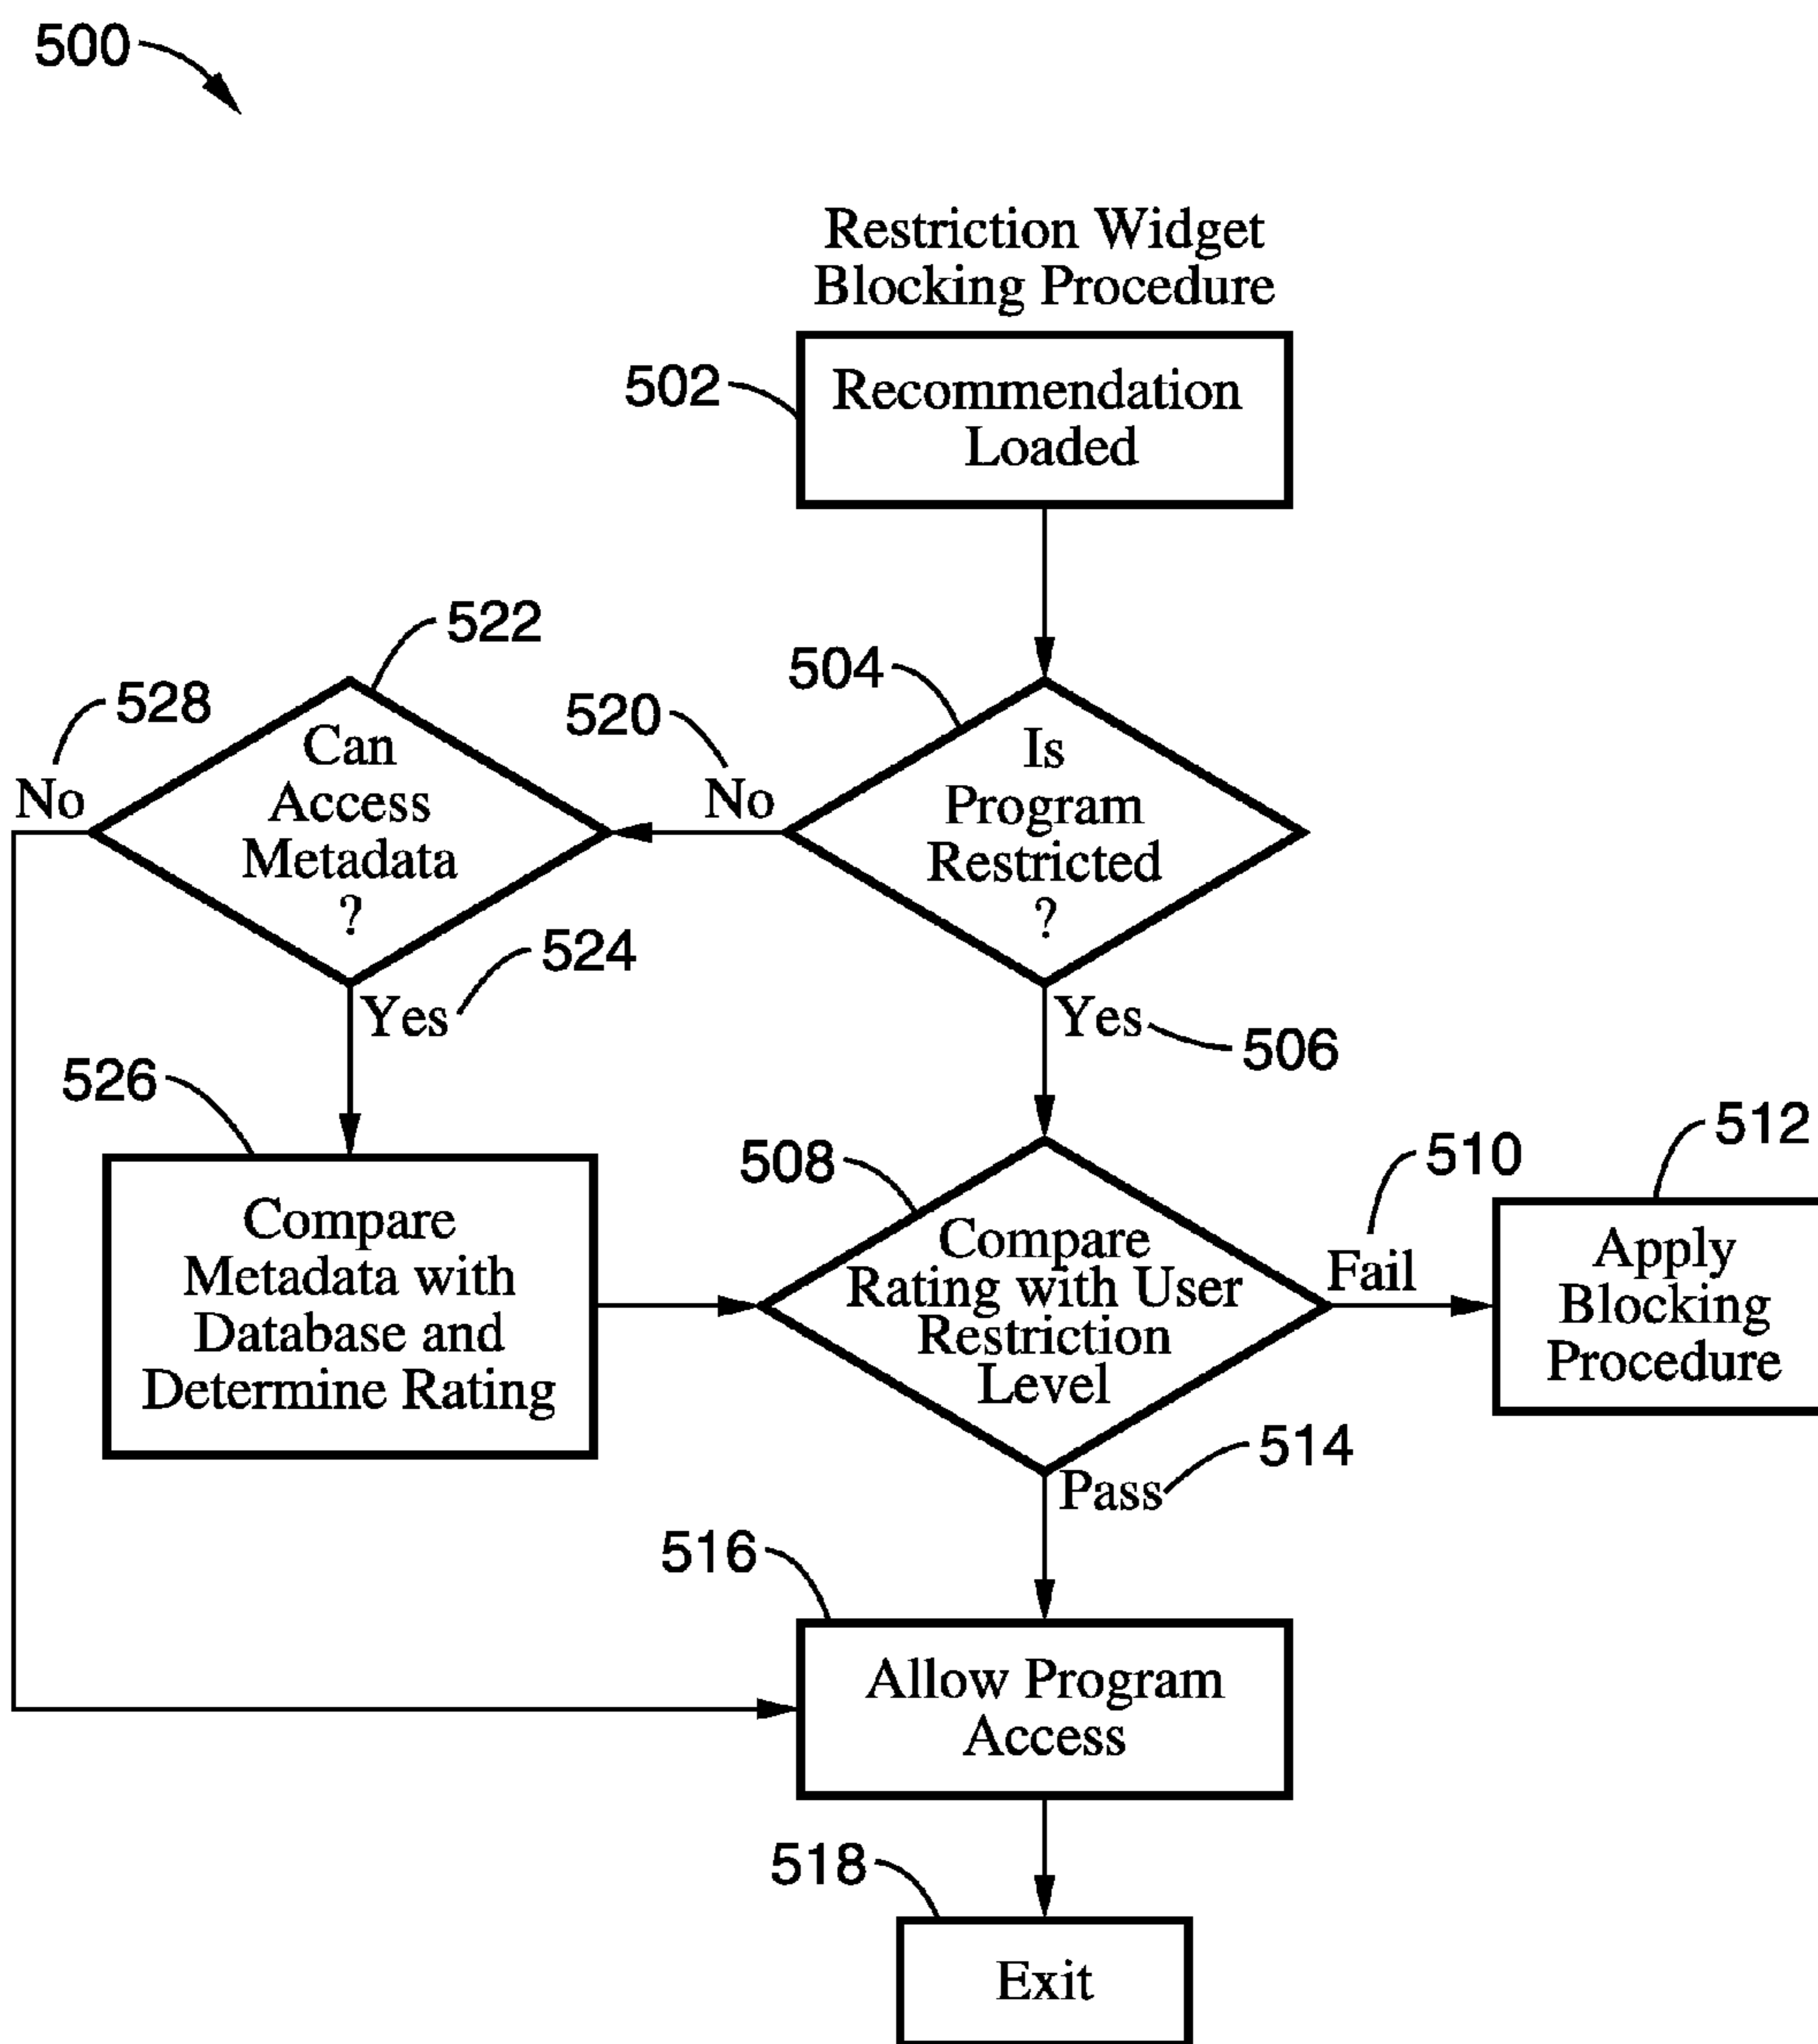 500
Restriction Widget
Blocking Procedure
502
Recommendation
Loaded
522
504
528
520
Can
Access
Metadata
?
Is
Program
Restricted
?
No
No
524
Yes
Yes
506
526
508
510
512
Compare
Metadata with
Database and
Determine Rating
Compare
Rating with User
Restriction
Level
Fail
Apply
Blocking
Procedure
514
Pass
516
Allow Program
Access
518
Exit